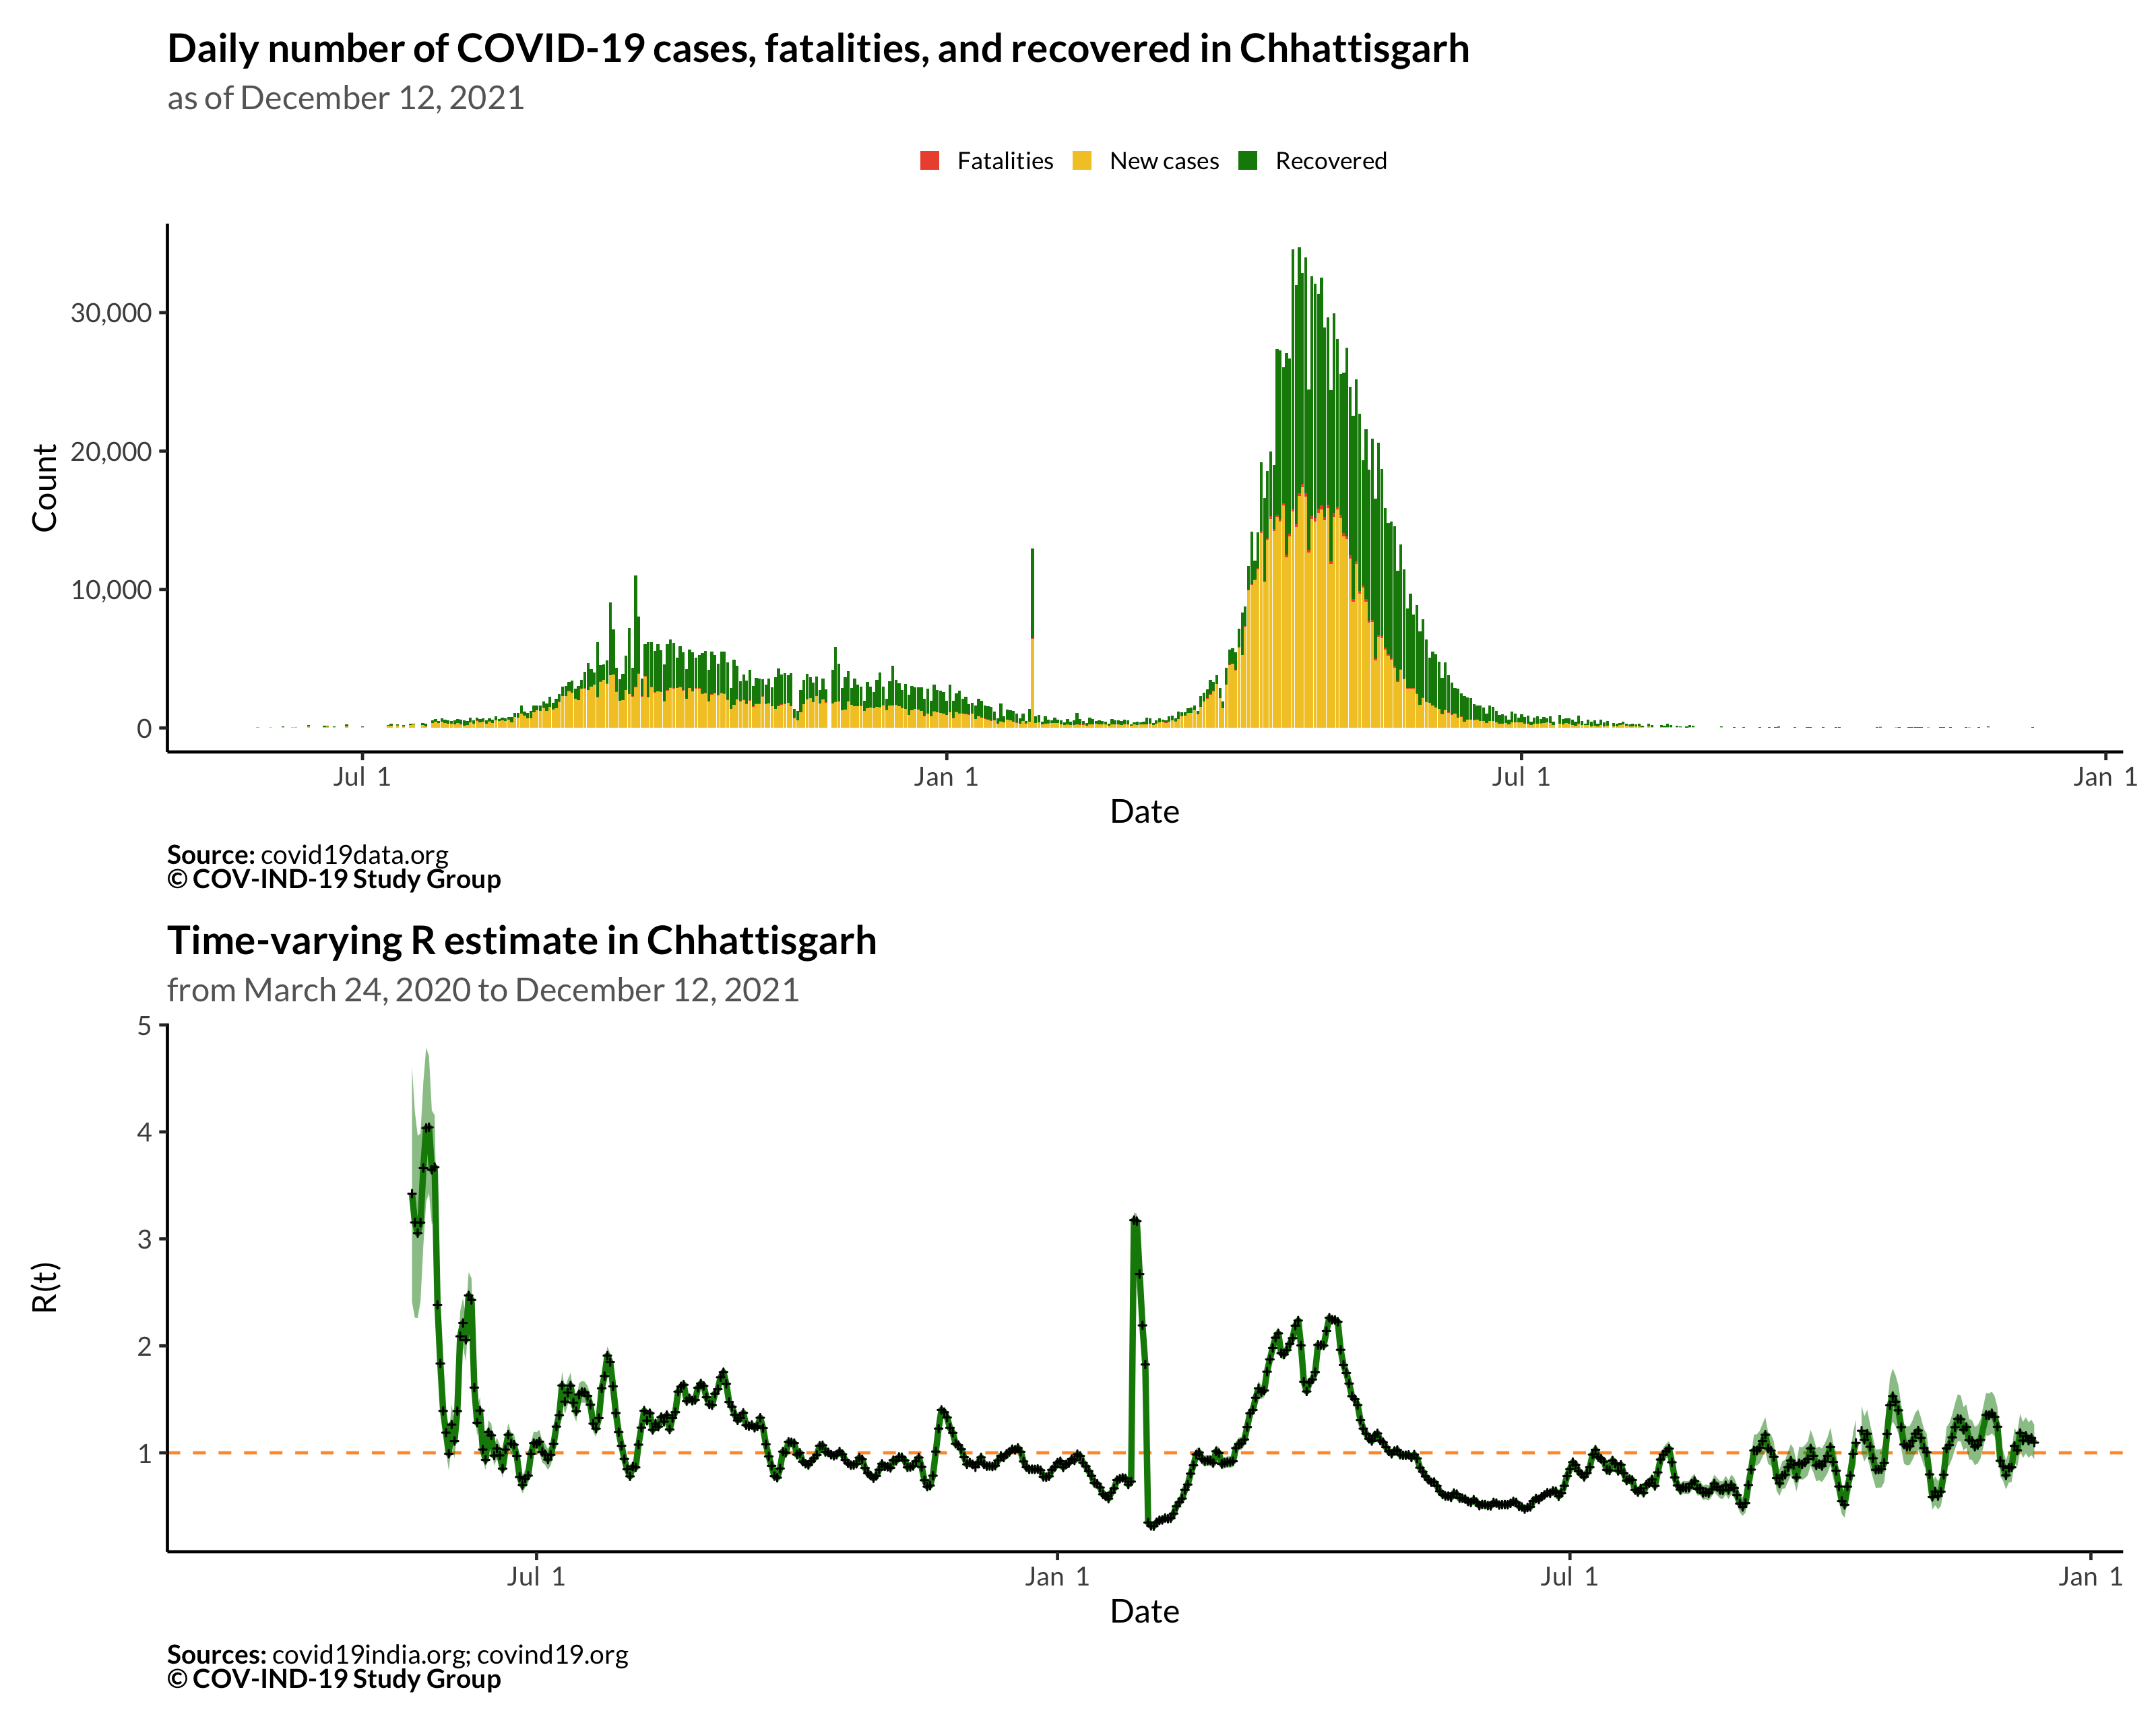 Daily number of COVID-19 cases, fatalities, and recovered in Chhattisgarh
as of December 12, 2021
Fatalities New cases Recovered
30,000
20,000
10,000
0
Count
Jul 1 Jan 1 Jul 1 Jan 1
Date
Source: covid19data.org
© COV-IND-19 Study Group
Time-varying R estimate in Chhattisgarh
from March 24, 2020 to December 12, 2021
5
4
3
2
1
R(t)
Jul 1 Jan 1 Jul 1 Jan 1
Date
Sources: covid19india.org; covind19.org
© COV-IND-19 Study Group